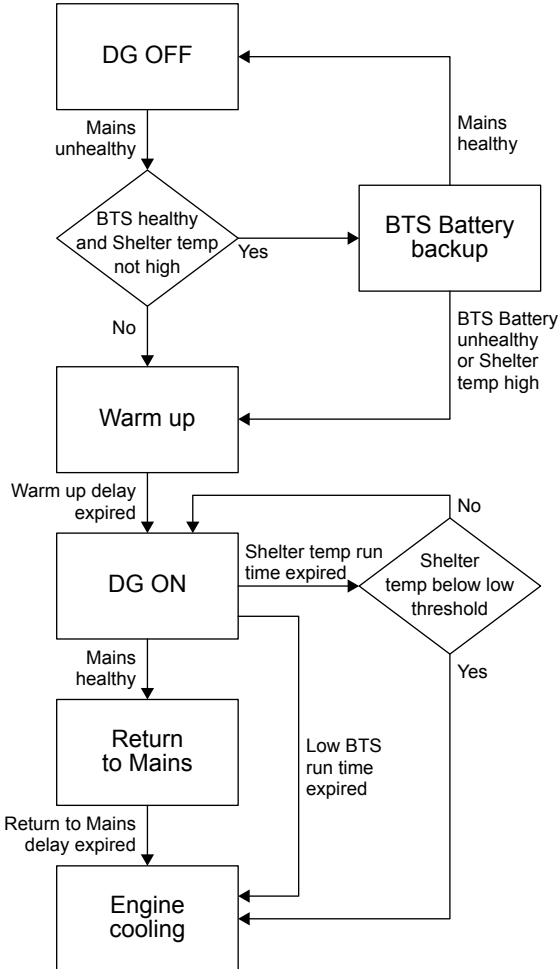 DG OFF
Mains
unhealthy
Mains
healthy
BTS healthy
and Shelter temp
not high
Yes
BTS Battery
backup
No
BTS Battery
unhealthy
or Shelter
temp high
Warm up
Warm up delay
expired
No
Shelter temp run
time expired
Shelter
temp below low
threshold
DG ON
Mains
healthy
Yes
Return
to Mains
Low BTS
run time
expired
Return to Mains
delay expired
Engine
cooling